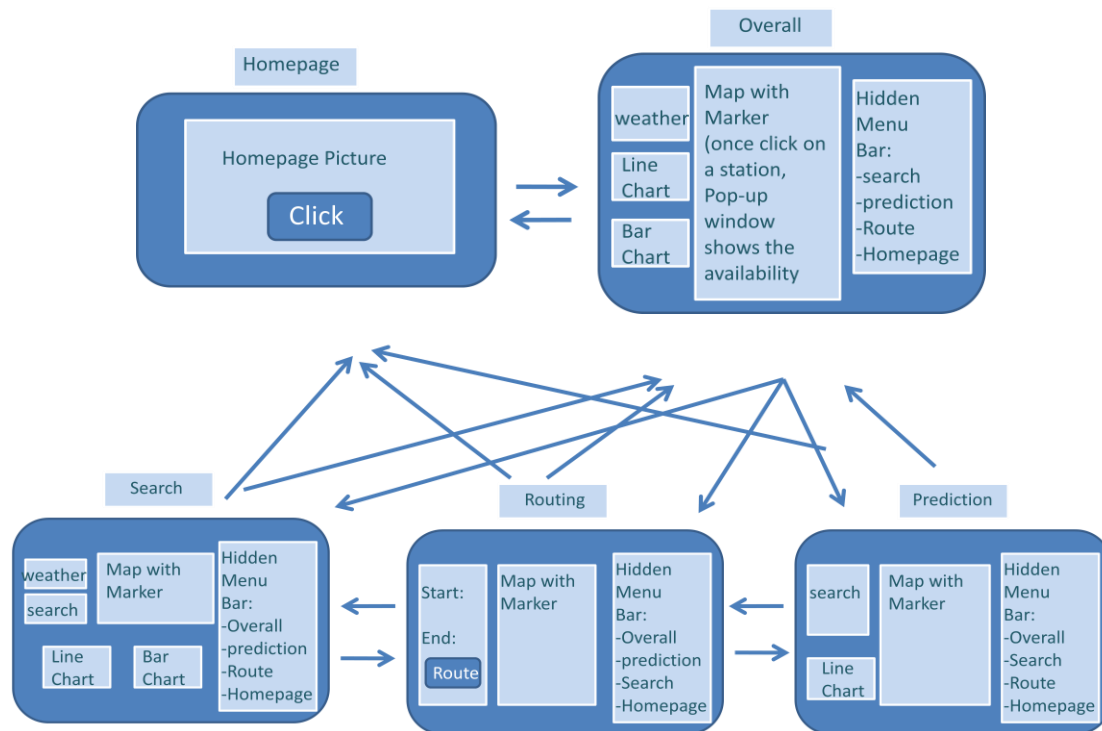 Homepage
Homepage Picture
Click
Overall
weather
Line
Chart
Bar
Chart
Map with
Marker
(once click on
a station,
Pop-up
window
shows the
availability
Hidden
Menu
Bar:
-search
-prediction
-Route
-Homepage
Search
weather
search
Map with
Marker
Line
Chart
Bar
Chart
Hidden
Menu
Bar:
-Overall
-prediction
-Route
-Homepage
Routing
Start:
End:
Route
Map with
Marker
Hidden
Menu
Bar:
-Overall
-prediction
-Search
-Homepage
Prediction
search
Line
Chart
Map with
Marker
Hidden
Menu
Bar:
-Overall
-Search
-Route
-Homepage